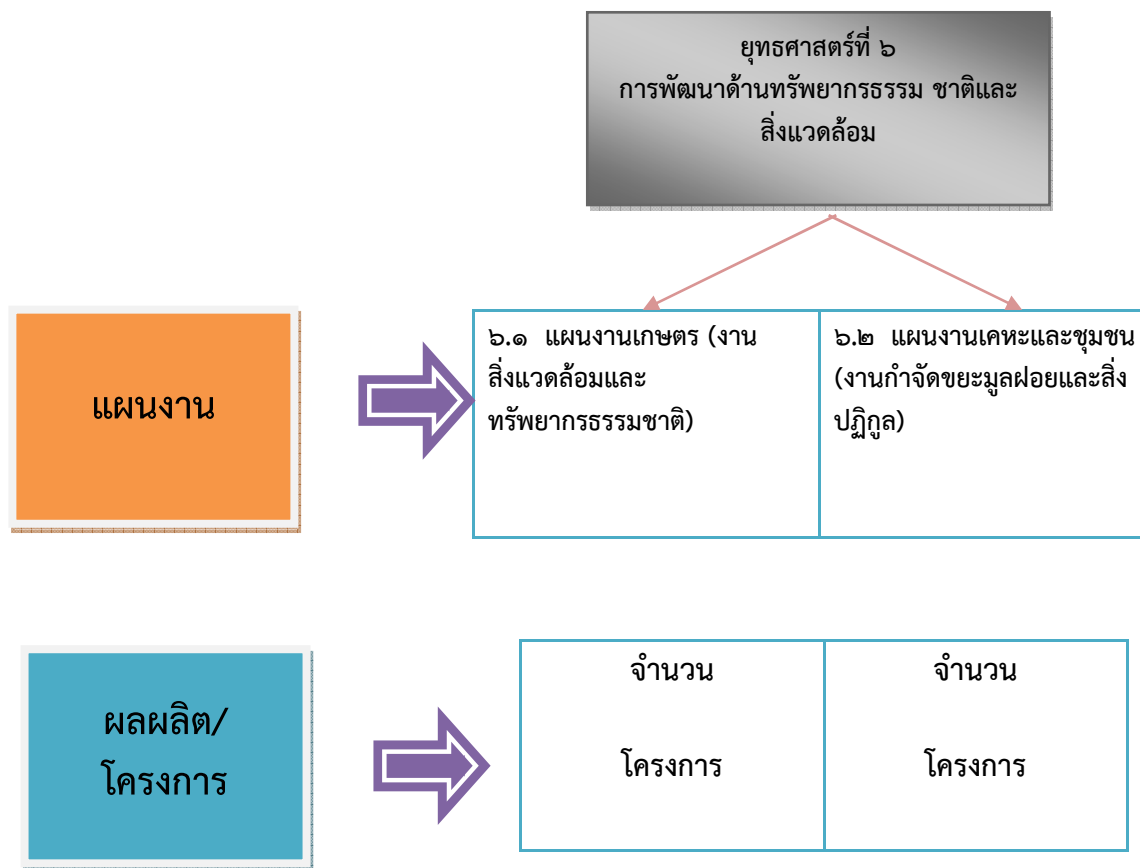 ยุทธศาสตร์ที่ ๖
การพัฒนาด้านทรัพยากรธรรม ชาติและ
สิ่งแวดล้อม
แผนงาน
๖.๑ แผนงานเกษตร (งาน
สิ่งแวดล้อมและ
ทรัพยากรธรรมชาติ)
๖.๒ แผนงานเคหะและชุมชน
(งานกำจัดขยะมูลฝอยและสิ่ง
ปฏิกูล)
ผลผลิต/
โครงการ
จำนวน
โครงการ
จำนวน
โครงการ